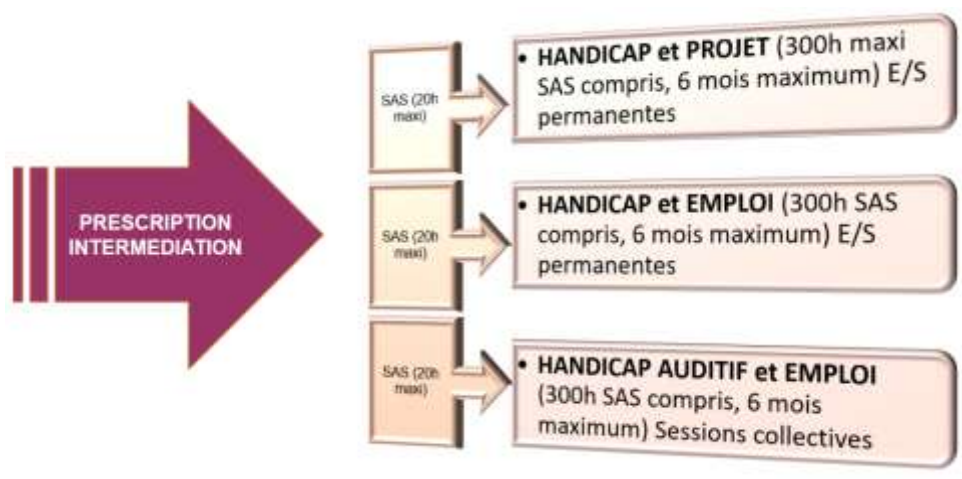 PRESCRIPTION
INTERMEDIATION
SAS (20h
maxi)
• HANDICAP et PROJET (300h maxi
SAS compris, 6 mois maximum) E/S
permanentes
SAS (20h
maxi)
• HANDICAP et EMPLOI (300h SAS
compris, 6 mois maximum) E/S
permanentes
SAS (20h
maxi)
• HANDICAP AUDITIF et EMPLOI
(300h SAS compris, 6 mois
maximum) Sessions collectives